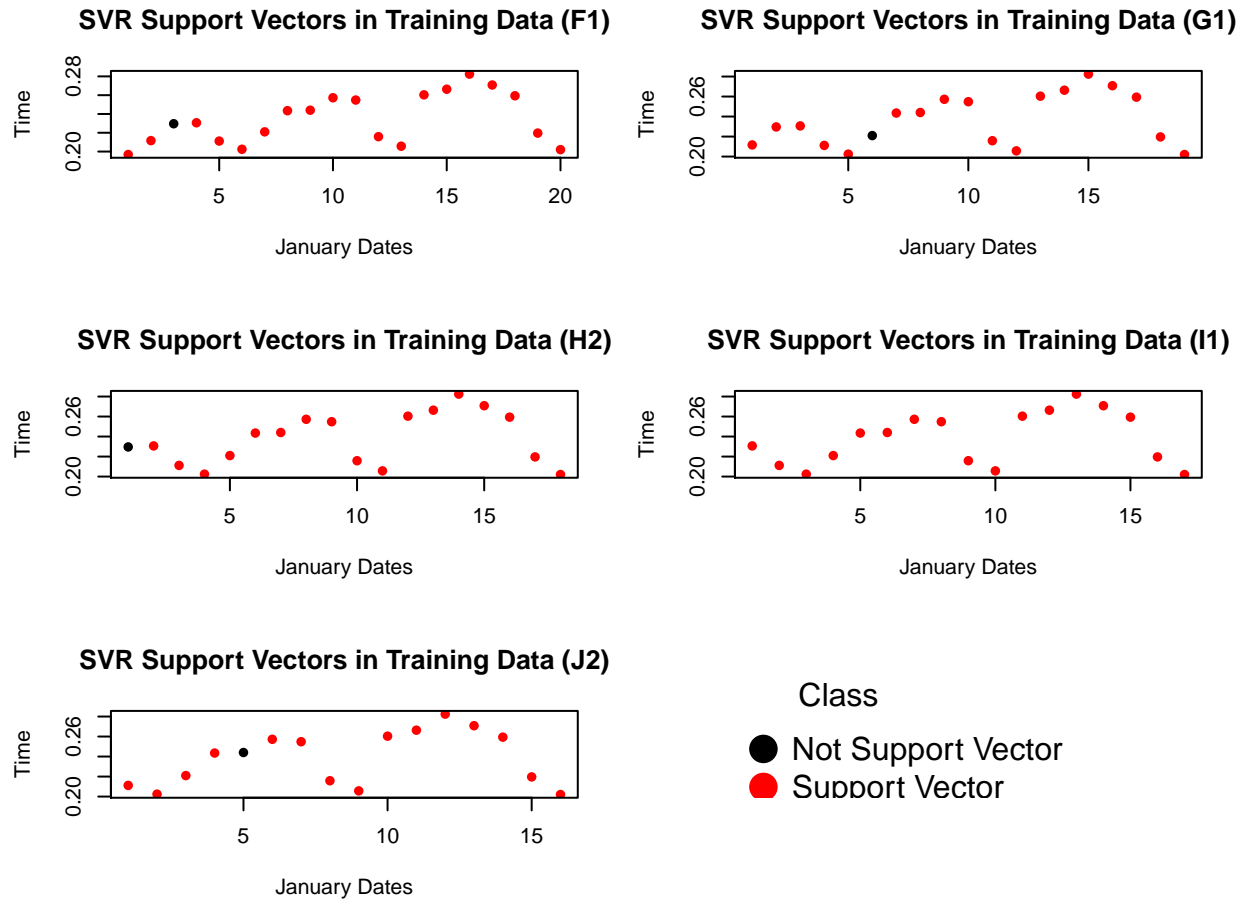 SVR Support Vectors in Training Data (F1)
Time
0.20
0.28
5
10
15
20
January Dates
SVR Support Vectors in Training Data (G1)
Time
0.20
0.26
5
10
15
January Dates
SVR Support Vectors in Training Data (H2)
Time
0.20
0.26
5
10
15
January Dates
SVR Support Vectors in Training Data (I1)
Time
0.20
0.26
5
10
15
January Dates
SVR Support Vectors in Training Data (J2)
Time
0.20
0.26
5
10
15
January Dates
Class
Not Support Vector
Support Vector